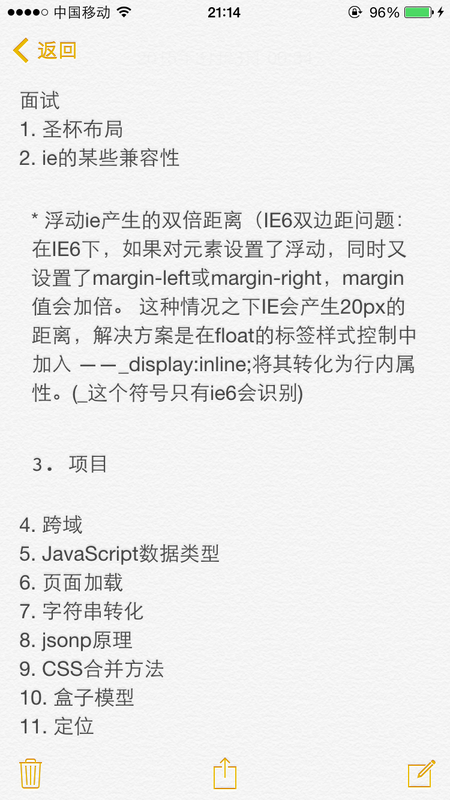 中国移动 21:14 96%
返回
面试
1. 圣杯布局
2. ie的某些兼容性
* 浮动ie产生的双倍距离（IE6双边距问题：
在IE6下，如果对元素设置了浮动，同时又
设置了margin-left或margin-right，margin
值会加倍。 这种情况之下IE会产生20px的
距离，解决方案是在float的标签样式控制中
加入 ——_display:inline;将其转化为行内属
性。(_这个符号只有ie6会识别)
3. 项目
4. 跨域
5. JavaScript数据类型
6. 页面加载
7. 字符串转化
8. jsonp原理
9. CSS合并方法
10. 盒子模型
11. 定位